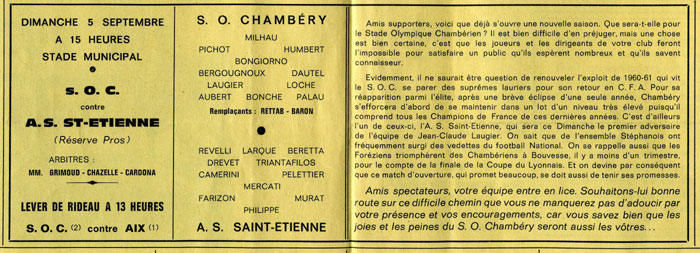 DIMANCHE 5 SEPTEMBRE
A 15 HEURES
STADE MUNICIPAL
S. O. C.
contre
A. S. ST-ETIENNE
(Réserve Pros)
ARBITRES :
MM. GRIMOUD - CHAZELLE - CARDONA
LEVER DE RIDEAU A 13 HEURES
S. O. C. (2) contre AIX (1)
S. O. CHAMBÉRY
MILHAU
PICHOT HUMBERT
BONGIORNO
BERGOUGNOUX DAUTEL
LAUGIER LOCHE
AUBERT BONCHE PALAU
Remplaçants : RETTAB - BARON
REVELLI LARQUE BERETTA
DREVET TRIANTAFILOS
CAMERINI PELETTIER
MERCATI
FARIZON MURAT
PHILIPPE
A. S. SAINT-ETIENNE
Amis supporters, voici que déjà s'ouvre une nouvelle saison. Que sera-t-elle pour
le Stade Olympique Chambérien ? Il est bien difficile d'en préjuger, mais une chose
est bien certaine, c'est que les joueurs et les dirigeants de votre club feront
l'impossible pour satisfaire un public qu'ils espèrent nombreux et qu'ils savent
connaisseur.
Evidemment, il ne saurait être question de renouveler l'exploit de 1960-61 qui vit
le S. O. C. se parer des suprêmes lauriers pour son retour en C. F. A. Pour sa
réapparition parmi l'élite, après une brève éclipse d'une seule année, Chambéry
s'efforcera d'abord de se maintenir dans un lot d'un niveau très élevé puisqu'il
comprend tous les Champions de France de ces dernières années. C'est d'ailleurs
l'un de ceux-ci, l'A. S. Saint-Etienne, qui sera ce Dimanche le premier adversaire
de l'équipe de Jean-Claude Laugier. On sait que de l'ensemble Stéphanois ont
fréquemment surgi des vedettes du football National. On se rappelle aussi que les
Foréziens triomphèrent des Chambériens à Bouvesse, il y a moins d'un trimestre,
pour le compte de la finale de la Coupe du Lyonnais. Et on devine par conséquent
que ce match d'ouverture, qui promet beaucoup, se doit aussi de tenir ses promesses.
Amis spectateurs, votre équipe entre en lice. Souhaitons-lui bonne
route sur ce difficile chemin que vous ne manquerez pas d'adoucir par
votre présence et vos encouragements, car vous savez bien que les
joies et les peines du S. O. Chambéry seront aussi les vôtres...